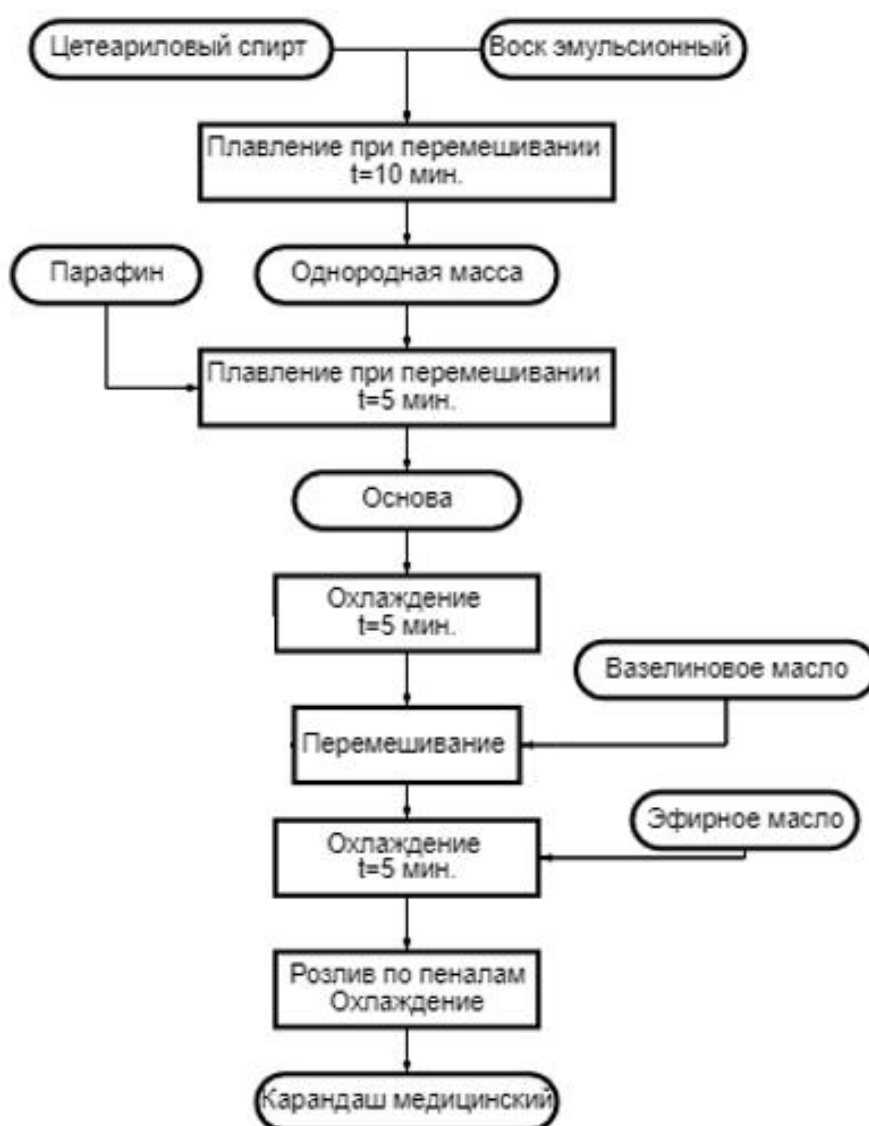 Цетеариловый спирт
Воск эмульсионный
Плавление при перемешивании
t=10 мин.
Парафин
Однородная масса
Плавление при перемешивании
t=5 мин.
Основа
Охлаждение
t=5 мин.
Вазелиновое масло
Перемешивание
Эфирное масло
Охлаждение
t=5 мин.
Розлив по пеналам
Охлаждение
Карандаш медицинский